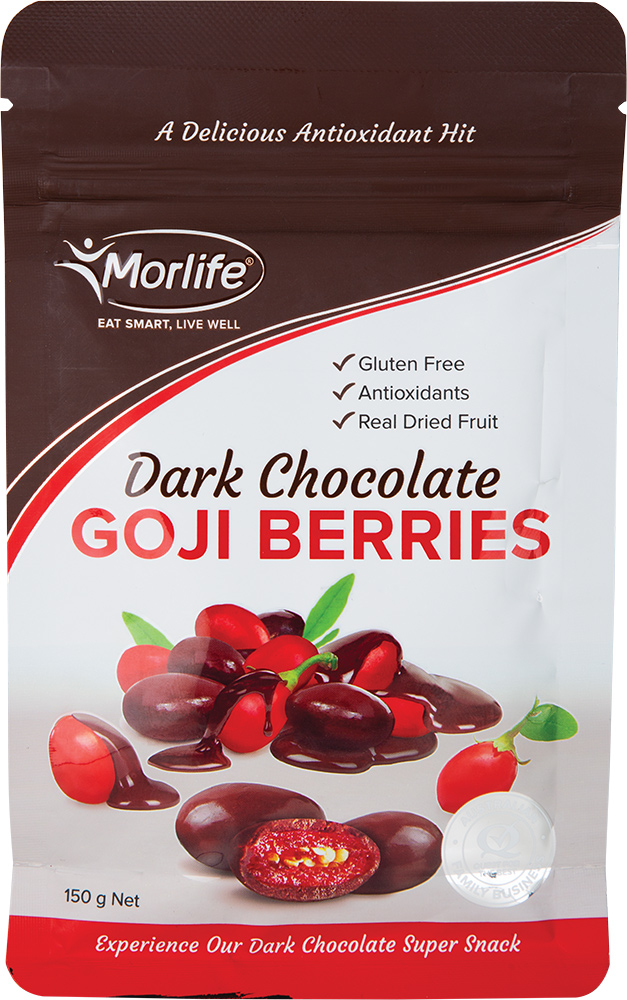 A Delicious Antioxidant Hit
Morlife®
EAT SMART, LIVE WELL
✓ Gluten Free
✓ Antioxidants
✓ Real Dried Fruit
Dark Chocolate
GOJI BERRIES
150 g Net
Experience Our Dark Chocolate Super Snack